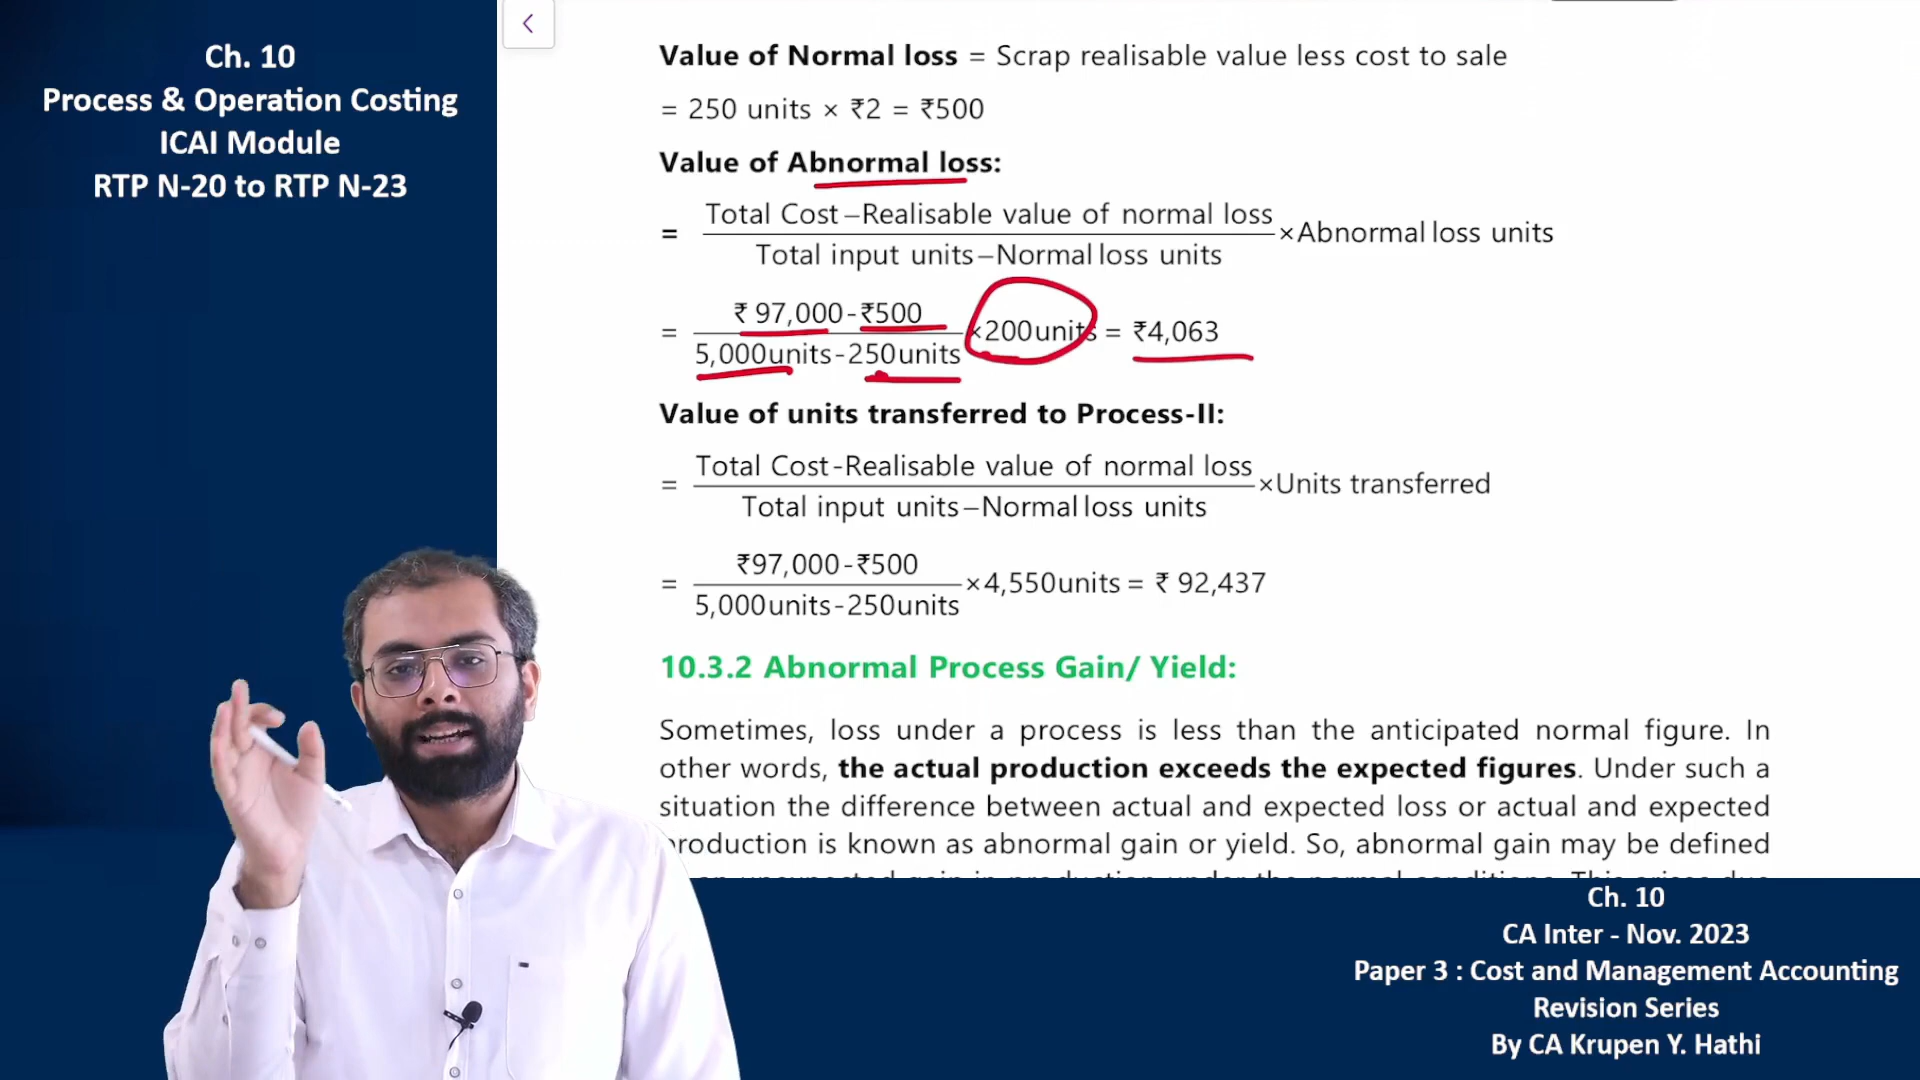 Ch. 10
Process & Operation Costing
ICAI Module
RTP N-20 to RTP N-23
Value of Normal loss = Scrap realisable value less cost to sale
= 250 units × ₹2 = ₹500
Value of Abnormal loss:
= Total Cost–Realisable value of normal loss
Total input units–Normal loss units
×Abnormal loss units
= ₹ 97,000-₹500
5,000units-250units
×200units = ₹4,063
Value of units transferred to Process-II:
= Total Cost-Realisable value of normal loss
Total input units–Normal loss units
×Units transferred
= ₹97,000-₹500
5,000units-250units
×4,550units = ₹ 92,437
10.3.2 Abnormal Process Gain/ Yield:
Sometimes, loss under a process is less than the anticipated normal figure. In
other words, the actual production exceeds the expected figures. Under such a
situation the difference between actual and expected loss or actual and expected
production is known as abnormal gain or yield. So, abnormal gain may be defined
Ch. 10
CA Inter - Nov. 2023
Paper 3 : Cost and Management Accounting
Revision Series
By CA Krupen Y. Hathi